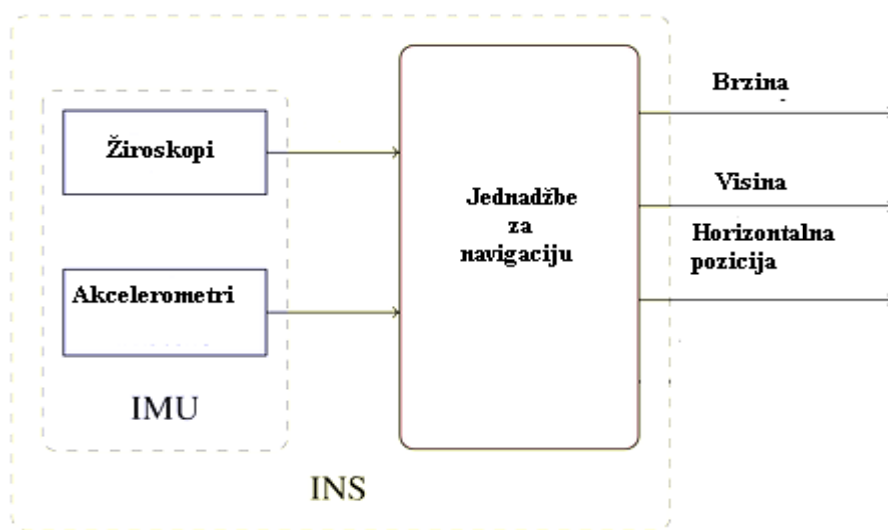 Žiroskopi
Akcelerometri
IMU
INS
Jednadžbe
za
navigaciju
Brzina
Visina
Horizontalna
pozicija